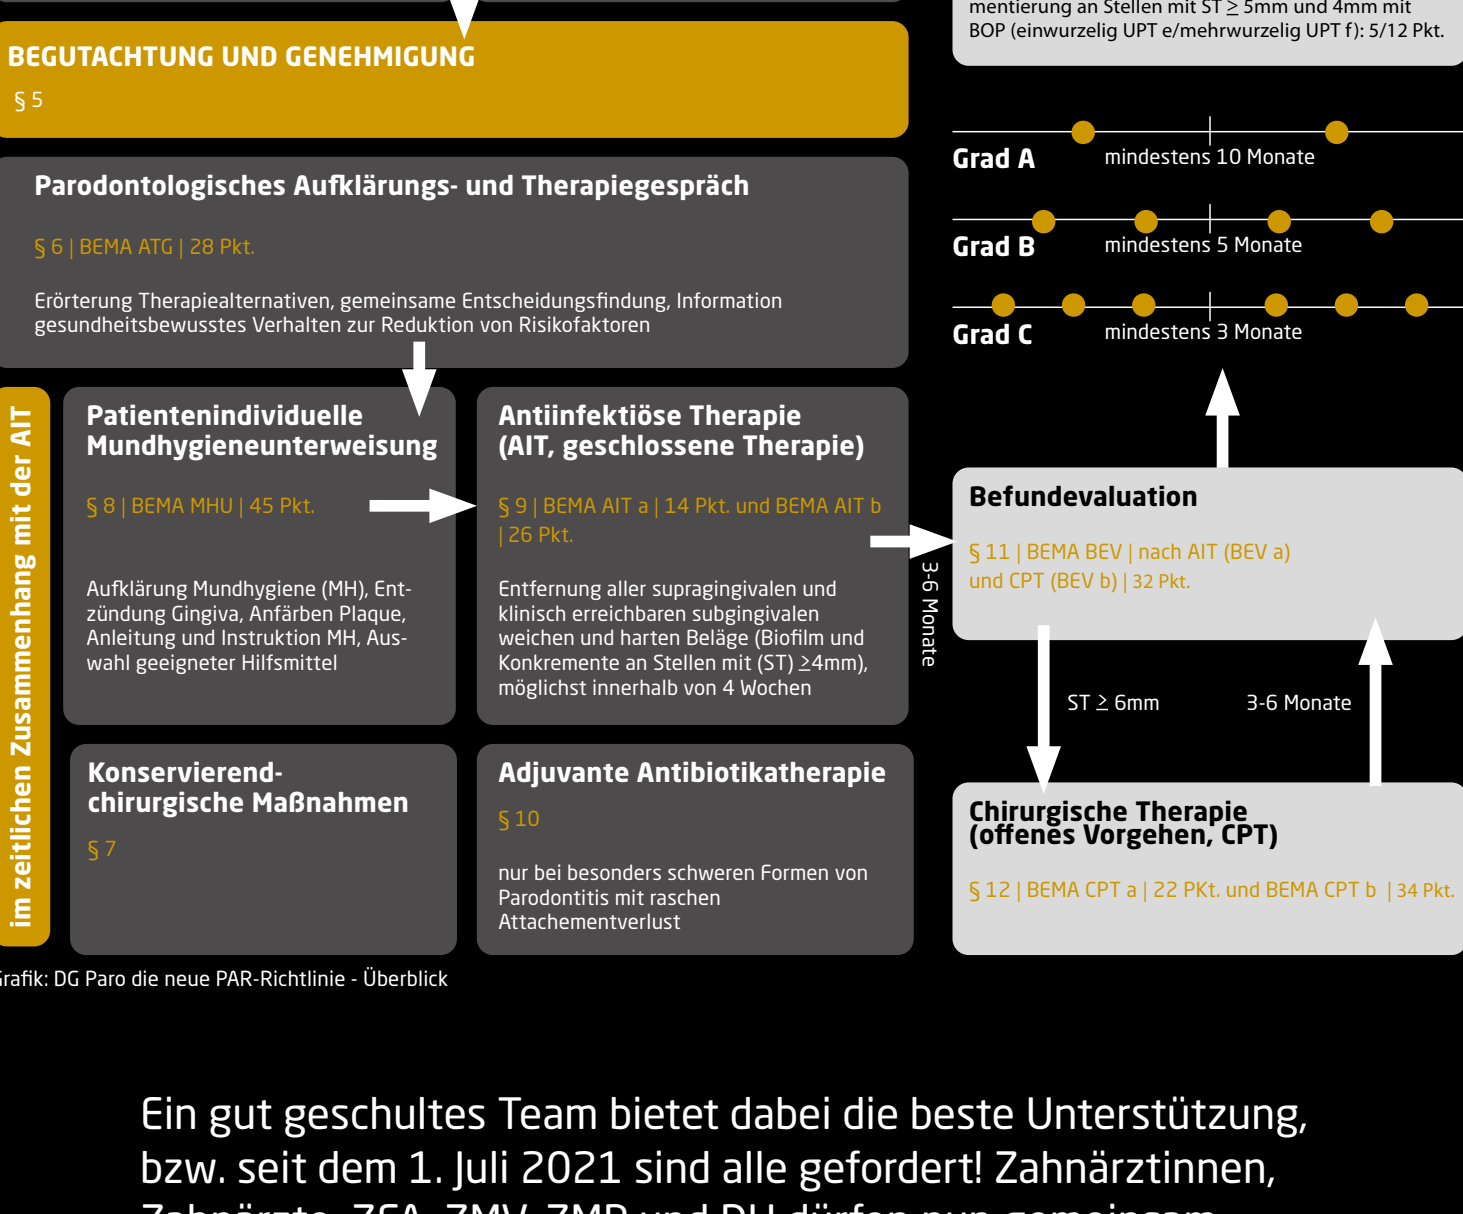 mentierung an Stellen mit ST ≥ 5mm und 4mm mit
BOP (einwurzelig UPT e/mehrwurzelig UPT f): 5/12 Pkt.
BEGUTACHTUNG UND GENEHMIGUNG
§ 5
Parodontologisches Aufklärungs- und Therapiegespräch
§ 6 | BEMA ATG | 28 Pkt.
Erörterung Therapiealternativen, gemeinsame Entscheidungsfindung, Information
gesundheitsbewusstes Verhalten zur Reduktion von Risikofaktoren
Grad A
mindestens 10 Monate
Grad B
mindestens 5 Monate
Grad C
mindestens 3 Monate
im zeitlichen Zusammenhang mit der AIT
Patientenindividuelle
Mundhygieneunterweisung
§ 8 | BEMA MHU | 45 Pkt.
Aufklärung Mundhygiene (MH), Ent-
zündung Gingiva, Anfärben Plaque,
Anleitung und Instruktion MH, Aus-
wahl geeigneter Hilfsmittel
Antiinfektiöse Therapie
(AIT, geschlossene Therapie)
§ 9 | BEMA AIT a | 14 Pkt. und BEMA AIT b
| 26 Pkt.
Entfernung aller supragingivalen und
klinisch erreichbaren subgingivalen
weichen und harten Beläge (Biofilm und
Konkremente an Stellen mit (ST) ≥4mm),
möglichst innerhalb von 4 Wochen
3-6 Monate
Befundevaluation
§ 11 | BEMA BEV | nach AIT (BEV a)
und CPT (BEV b) | 32 Pkt.
ST ≥ 6mm
3-6 Monate
Konservierend-
chirurgische Maßnahmen
§ 7
Adjuvante Antibiotikatherapie
§ 10
nur bei besonders schweren Formen von
Parodontitis mit raschen
Attachementverlust
Chirurgische Therapie
(offenes Vorgehen, CPT)
§ 12 | BEMA CPT a | 22 PKt. und BEMA CPT b | 34 Pkt.
Grafik: DG Paro die neue PAR-Richtlinie - Überblick
Ein gut geschultes Team bietet dabei die beste Unterstützung,
bzw. seit dem 1. Juli 2021 sind alle gefordert! Zahnärztinnen,
Zahnärzte, ZFA, ZMV, ZMP und DH dürfen nun gemeinsam